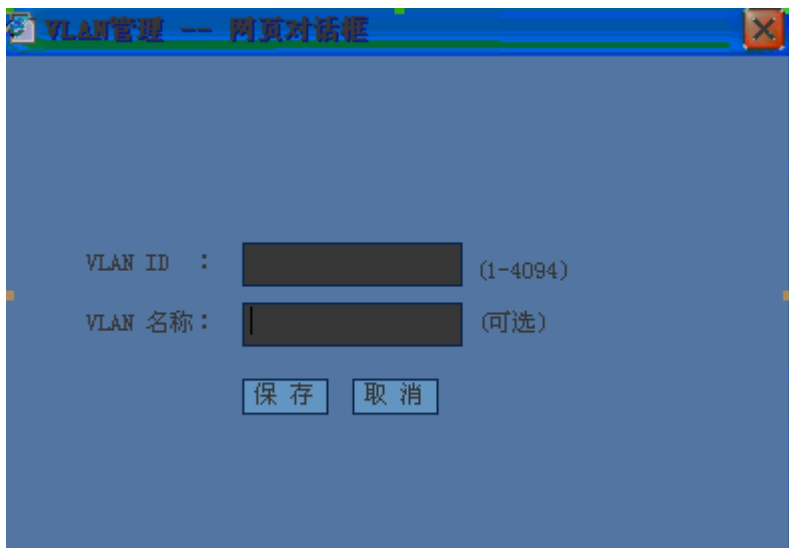 VLAN管理 -- 网页对话框
VLAN ID : (1-4094)
VLAN 名称: (可选)
保存 取消